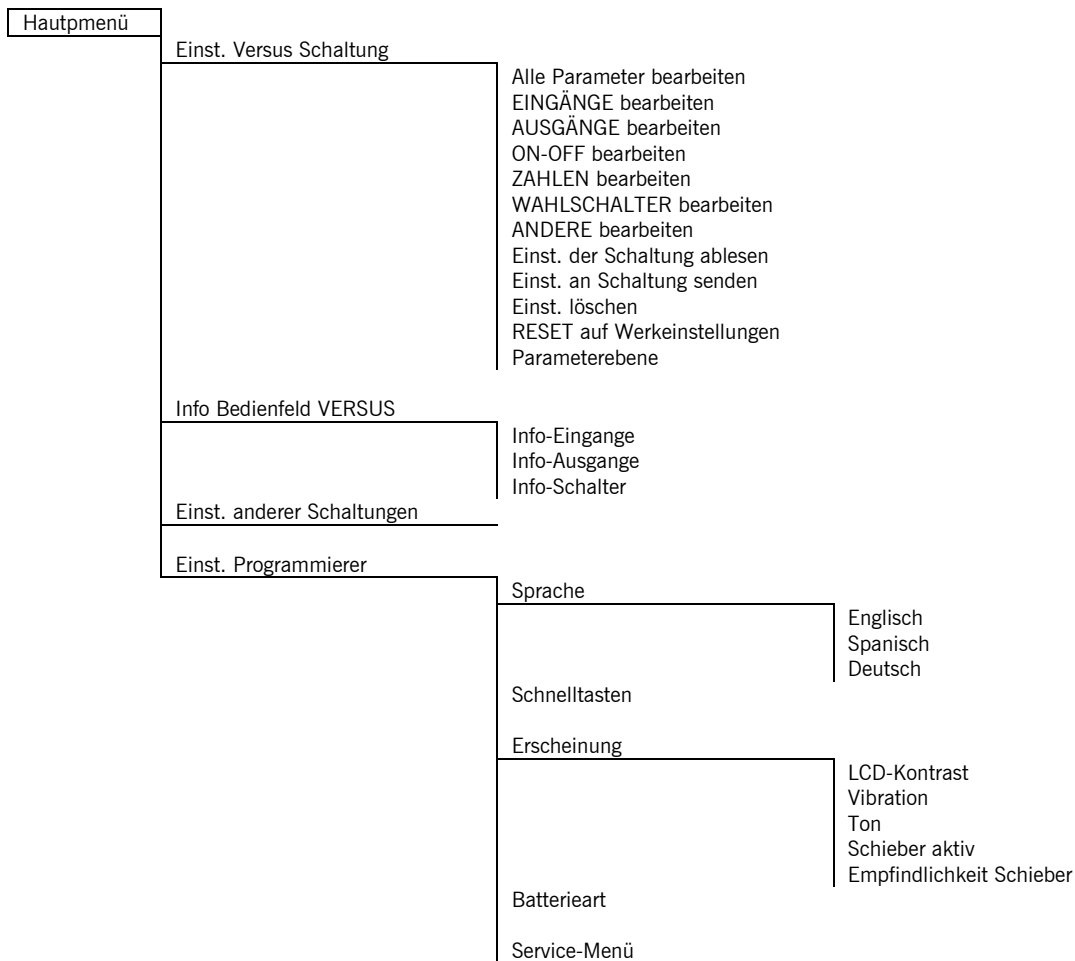 Hautpmenü
Einst. Versus Schaltung
Alle Parameter bearbeiten
EINGÄNGE bearbeiten
AUSGÄNGE bearbeiten
ON-OFF bearbeiten
ZAHLEN bearbeiten
WAHLSCHALTER bearbeiten
ANDERE bearbeiten
Einst. der Schaltung ablesen
Einst. an Schaltung senden
Einst. löschen
RESET auf Werkeinstellungen
Parameterebene
Info Bedienfeld VERSUS
Info-Eingange
Info-Ausgange
Info-Schalter
Einst. anderer Schaltungen
Einst. Programmierer
Sprache
Englisch
Spanisch
Deutsch
Schnelltasten
Erscheinung
LCD-Kontrast
Vibration
Ton
Schieber aktiv
Empfindlichkeit Schieber
Batterieart
Service-Menü